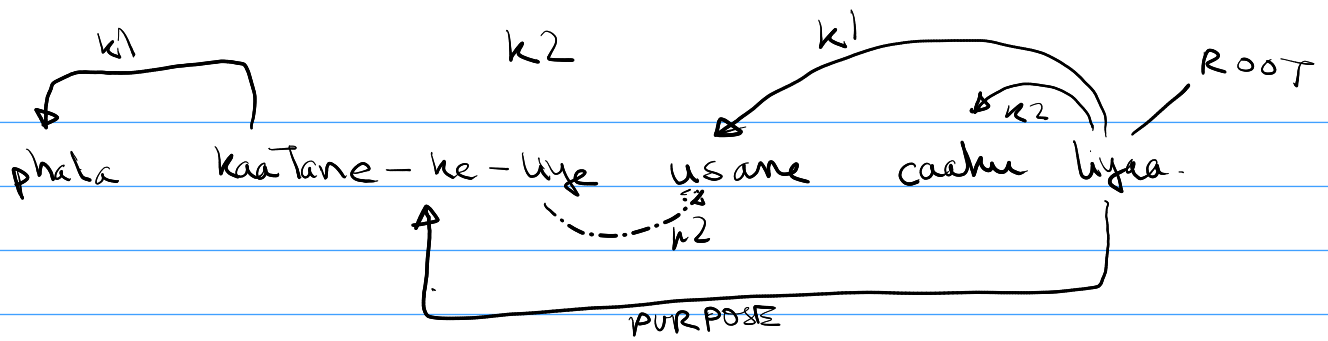 k1 k2 k1 ROOT
k2
phala kaaTane-ke-liye usane caaku liyaa.
k2
PURPOSE